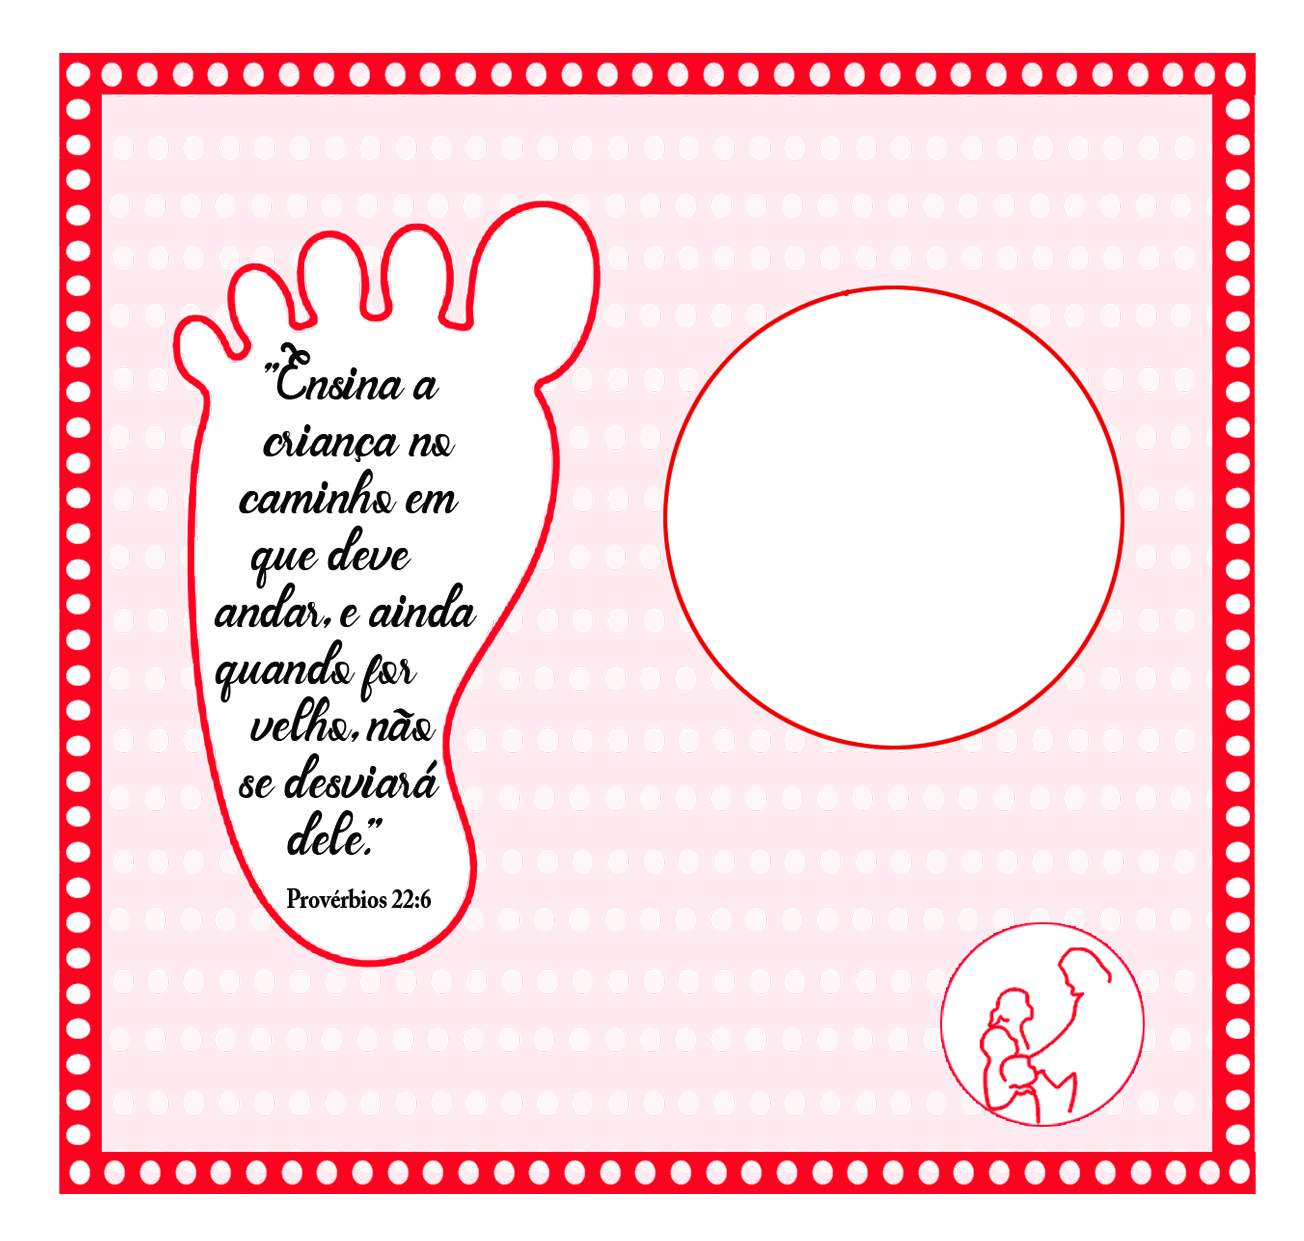 "Ensina a
criança no
caminho em
que deve
andar, e ainda
quando for
velho, não
se desviará
dele."
Provérbios 22:6